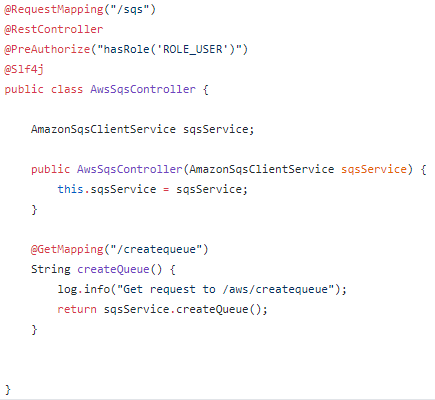 @RequestMapping("/sqs")
@RestController
@PreAuthorize("hasRole('ROLE_USER')")
@Slf4j
public class AwsSqsController {
    AmazonSqsClientService sqsService;
    public AwsSqsController(AmazonSqsClientService sqsService) {
        this.sqsService = sqsService;
    }
    @GetMapping("/createqueue")
    String createQueue() {
        log.info("Get request to /aws/createqueue");
        return sqsService.createQueue();
    }
}